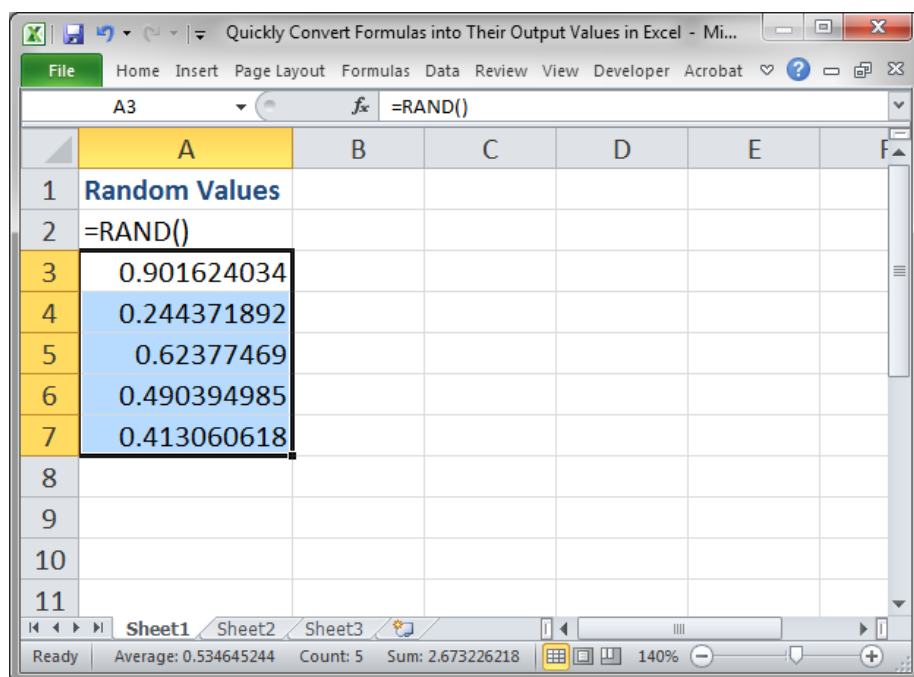 Quickly Convert Formulas into Their Output Values in Excel - Mi...
File Home Insert Page Layout Formulas Data Review View Developer Acrobat
A3 fx =RAND()
A B C D E F
1 Random Values
2 =RAND()
3 0.901624034
4 0.244371892
5 0.62377469
6 0.490394985
7 0.413060618
8
9
10
11
Sheet1 Sheet2 Sheet3
Ready Average: 0.534645244 Count: 5 Sum: 2.673226218 140%